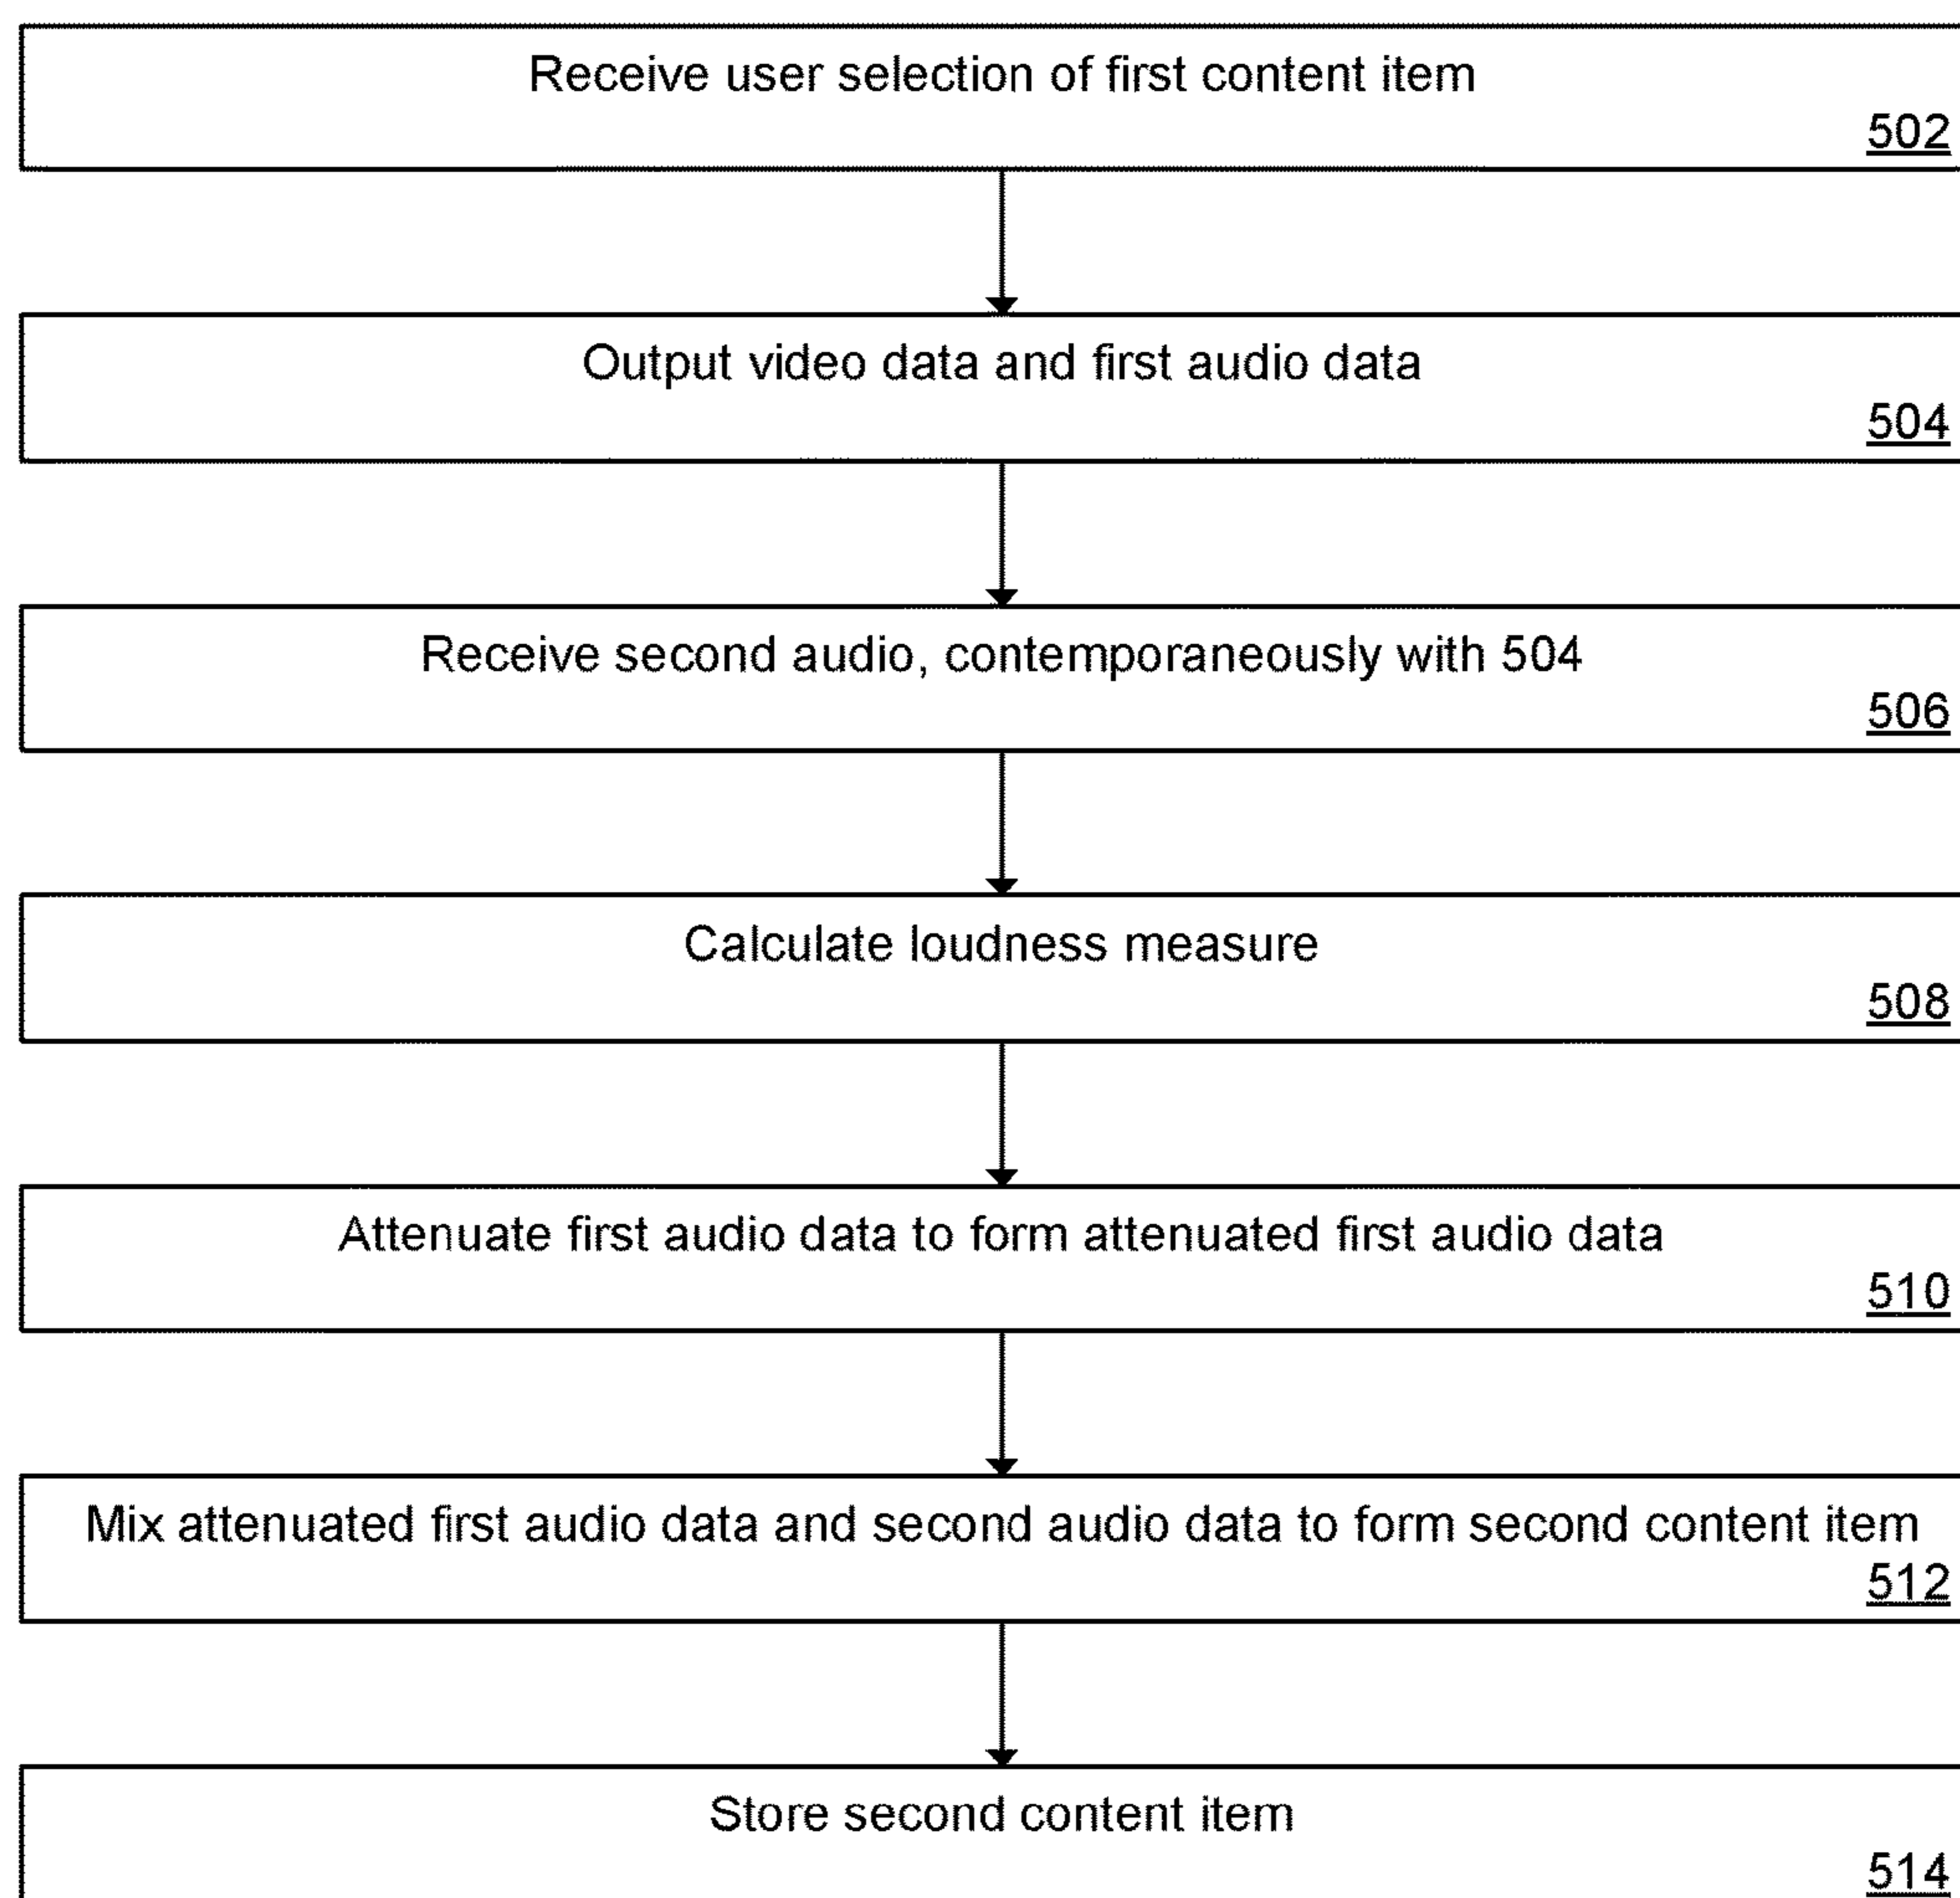 Receive user selection of first content item
502
Output video data and first audio data
504
Receive second audio, contemporaneously with 504
506
Calculate loudness measure
508
Attenuate first audio data to form attenuated first audio data
510
Mix attenuated first audio data and second audio data to form second content item
512
Store second content item
514